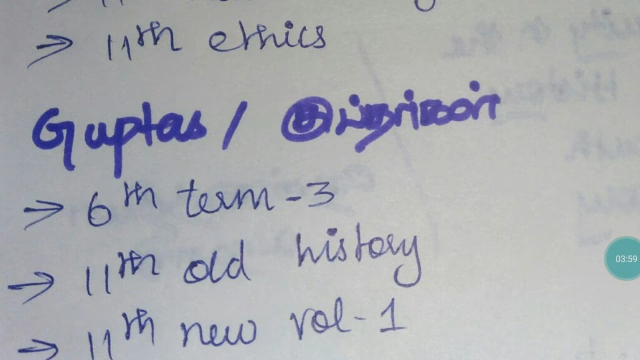 → 11th ethics
Guptas / குப்தர்கள்
→ 6th term-3
→ 11th old history
→ 11th new vol-1
03:59